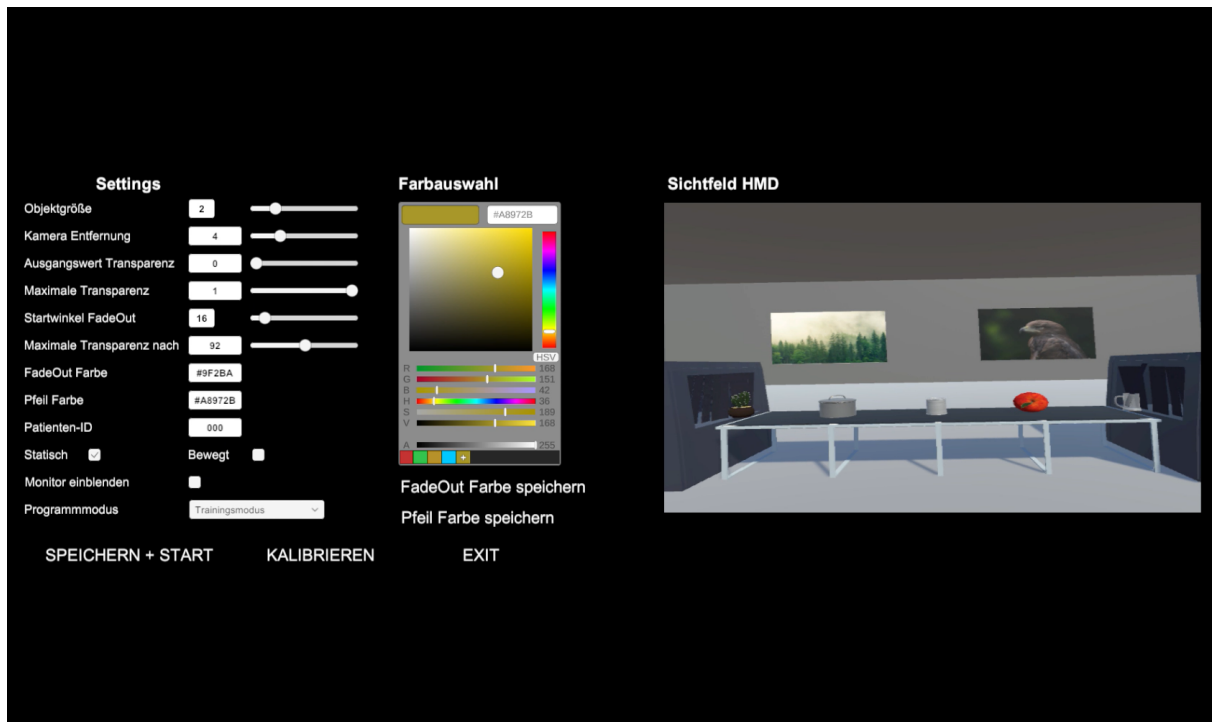 Settings
Objektgröße 2
Kamera Entfernung 4
Ausgangswert Transparenz 0
Maximale Transparenz 1
Startwinkel FadeOut 16
Maximale Transparenz nach 92
FadeOut Farbe #9F2BA
Pfeil Farbe #A8972B
Patienten-ID 000
Statisch Bewegt
Monitor einblenden
Programmmodus Trainingsmodus
SPEICHERN + START KALIBRIEREN EXIT
Farbauswahl
#A8972B
HSV
R 168
G 151
B 42
H 36
S 189
V 168
A 255
+
FadeOut Farbe speichern
Pfeil Farbe speichern
Sichtfeld HMD